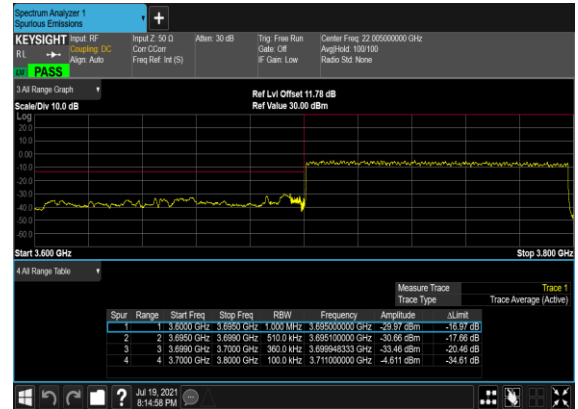 Spectrum Analyzer 1
Spurious Emissions
+
KEYSIGHT Input: RF Input Z: 50 Ω Atten: 30 dB Trig: Free Run Center Freq: 22.005000000 GHz
RL Coupling: DC Corr CCorr Gate: Off Avg|Hold: 100/100
Align: Auto Freq Ref: Int (S) IF Gain: Low Radio Std: None
LXI PASS
3 All Range Graph
Ref Lvl Offset 11.78 dB
Scale/Div 10.0 dB Ref Value 30.00 dBm
Log
20.0
10.0
0.00
-10.0
-20.0
-30.0
-40.0
-50.0
-60.0
Start 3.600 GHz Stop 3.800 GHz
4 All Range Table
Measure Trace Trace 1
Trace Type Trace Average (Active)
Spur Range Start Freq Stop Freq RBW Frequency Amplitude ΔLimit
1 1 3.6000 GHz 3.6950 GHz 1.000 MHz 3.695000000 GHz -29.97 dBm -16.97 dB
2 2 3.6950 GHz 3.6990 GHz 510.0 kHz 3.695100000 GHz -30.66 dBm -17.66 dB
3 3 3.6990 GHz 3.7000 GHz 360.0 kHz 3.699948333 GHz -33.46 dBm -20.46 dB
4 4 3.7000 GHz 3.8000 GHz 100.0 kHz 3.711000000 GHz -4.611 dBm -34.61 dB
? Jul 19, 2021
8:14:58 PM